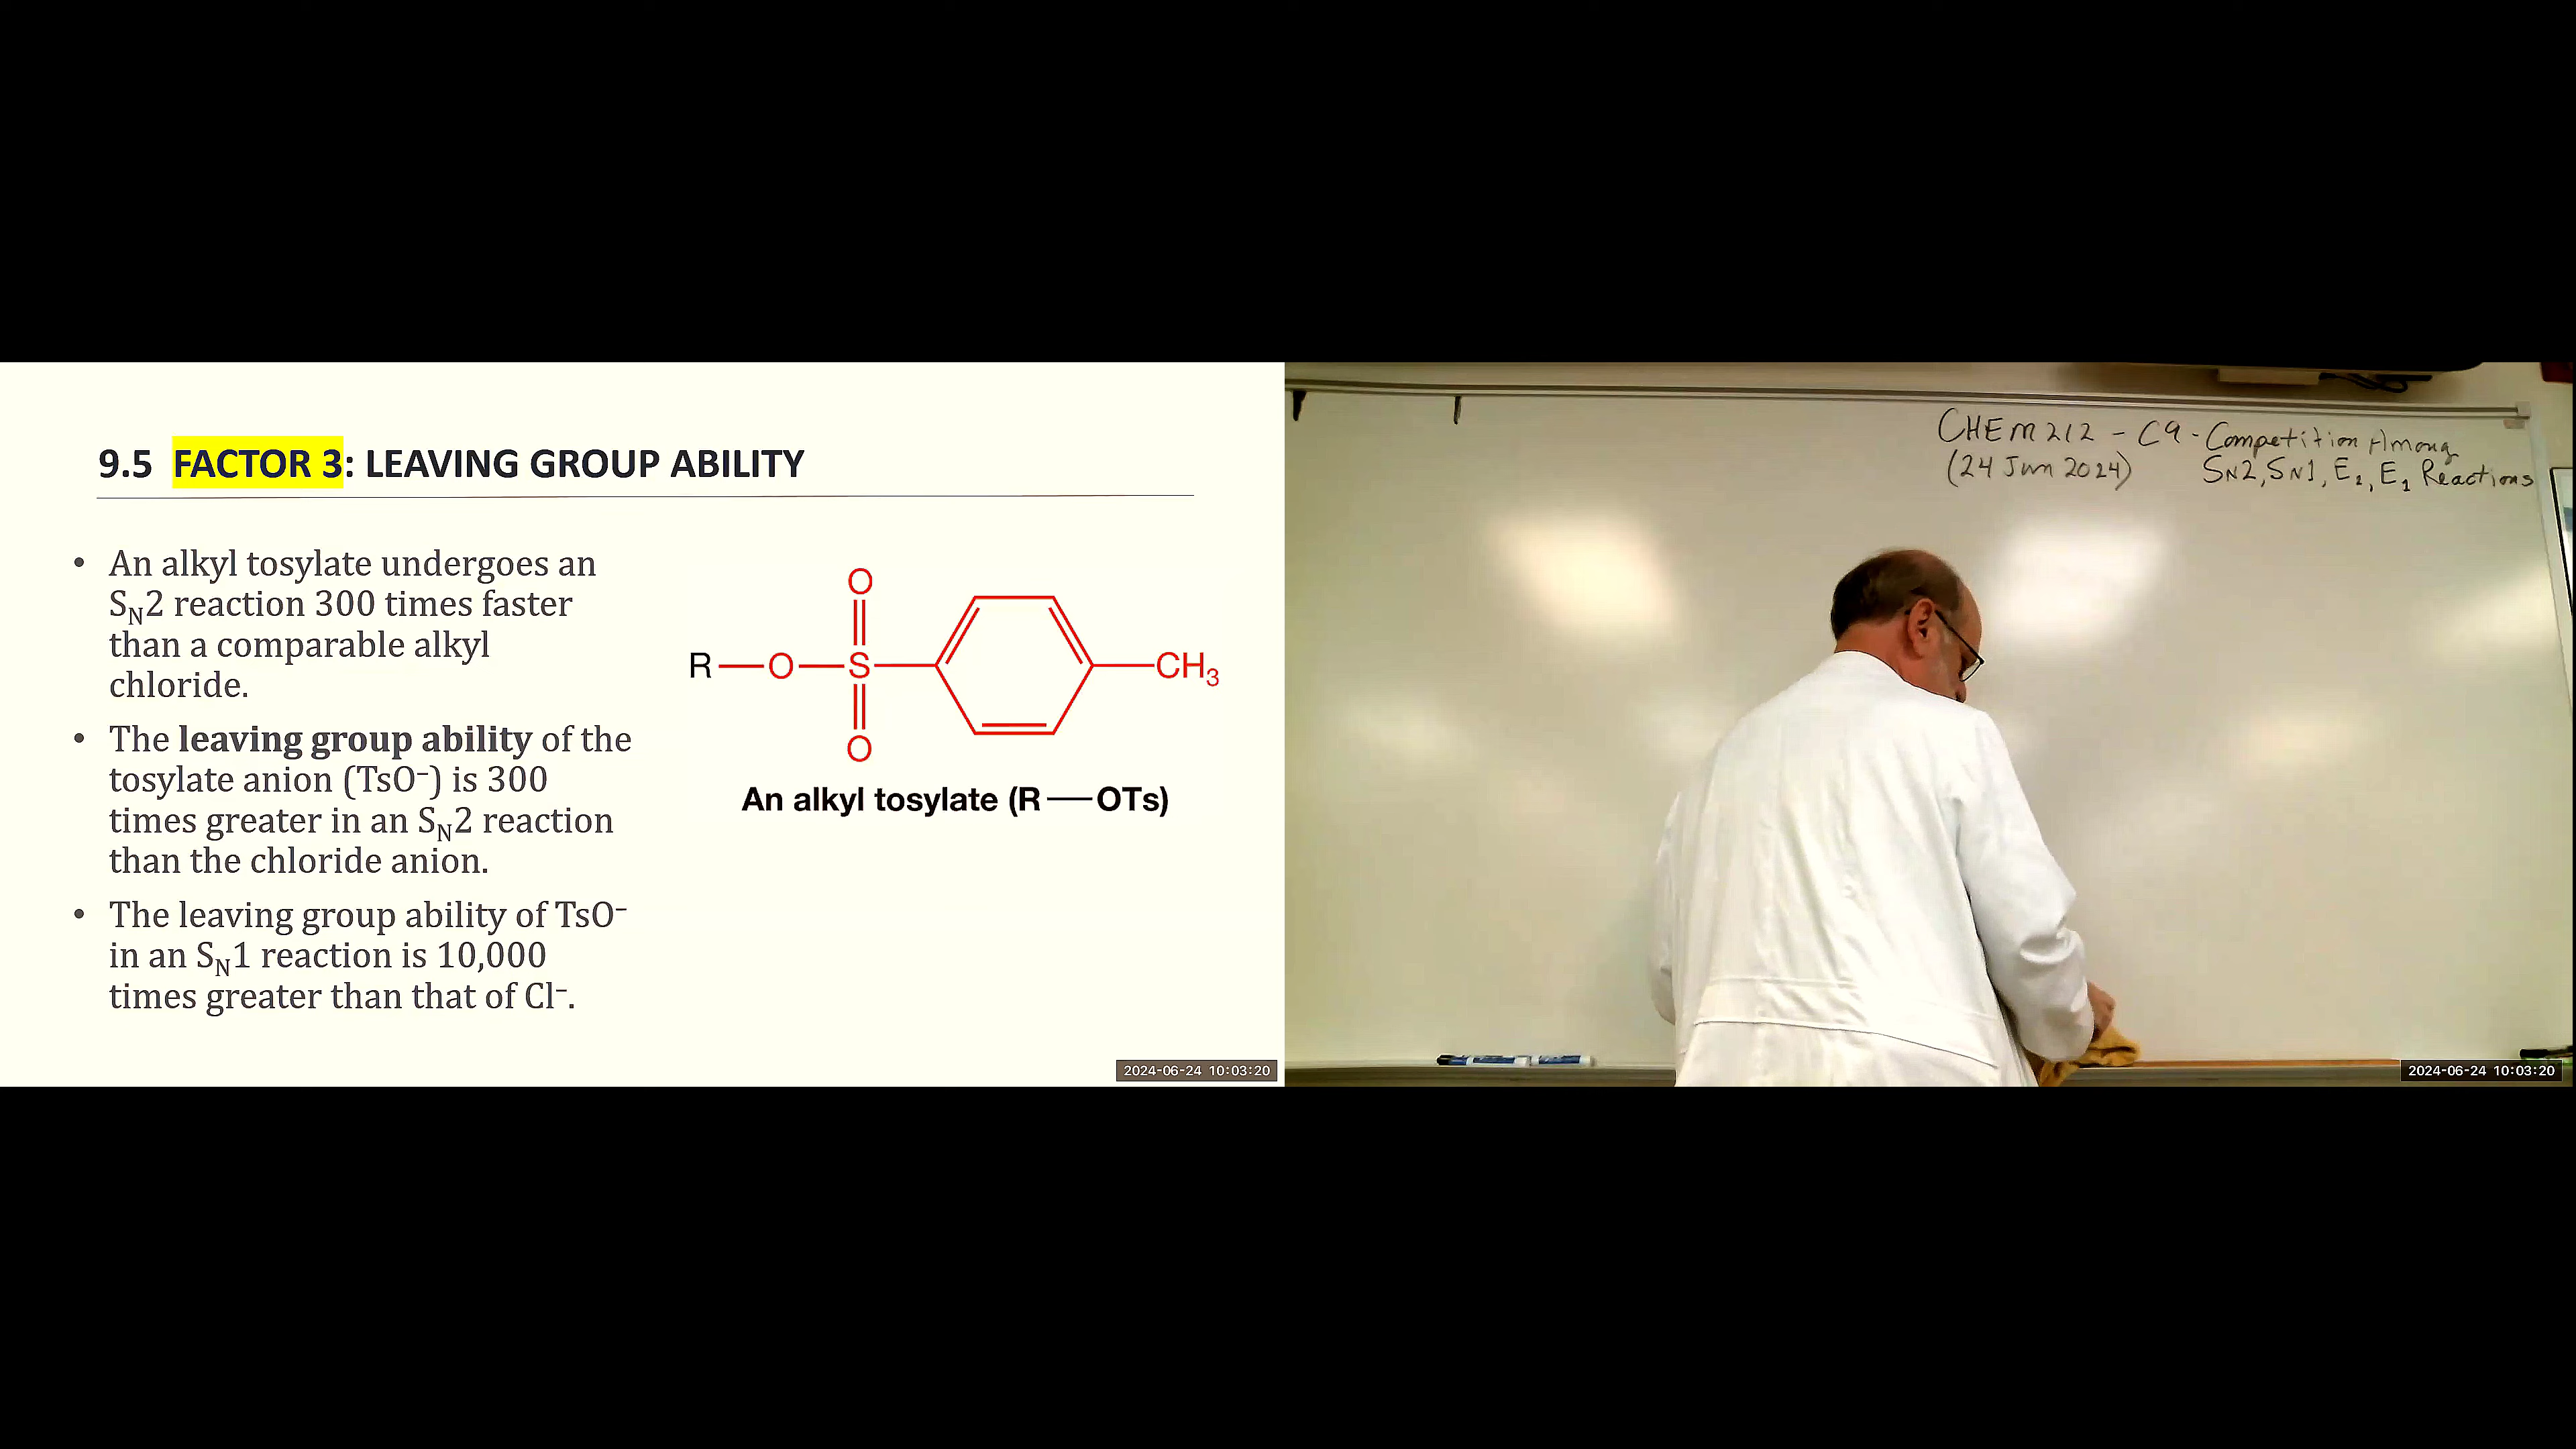 9.5 FACTOR 3: LEAVING GROUP ABILITY
• An alkyl tosylate undergoes an
S_N2 reaction 300 times faster
than a comparable alkyl
chloride.
• The leaving group ability of the
tosylate anion (TsO⁻) is 300
times greater in an S_N2 reaction
than the chloride anion.
• The leaving group ability of TsO⁻
in an S_N1 reaction is 10,000
times greater than that of Cl⁻.
O
R—O—S—CH₃
O
An alkyl tosylate (R—OTs)
2024-06-24 10:03:20
CHEM 212 - C9 - Competition Among
(24 Jun 2024) SN2, SN1, E₂, E₁ Reactions
2024-06-24 10:03:20